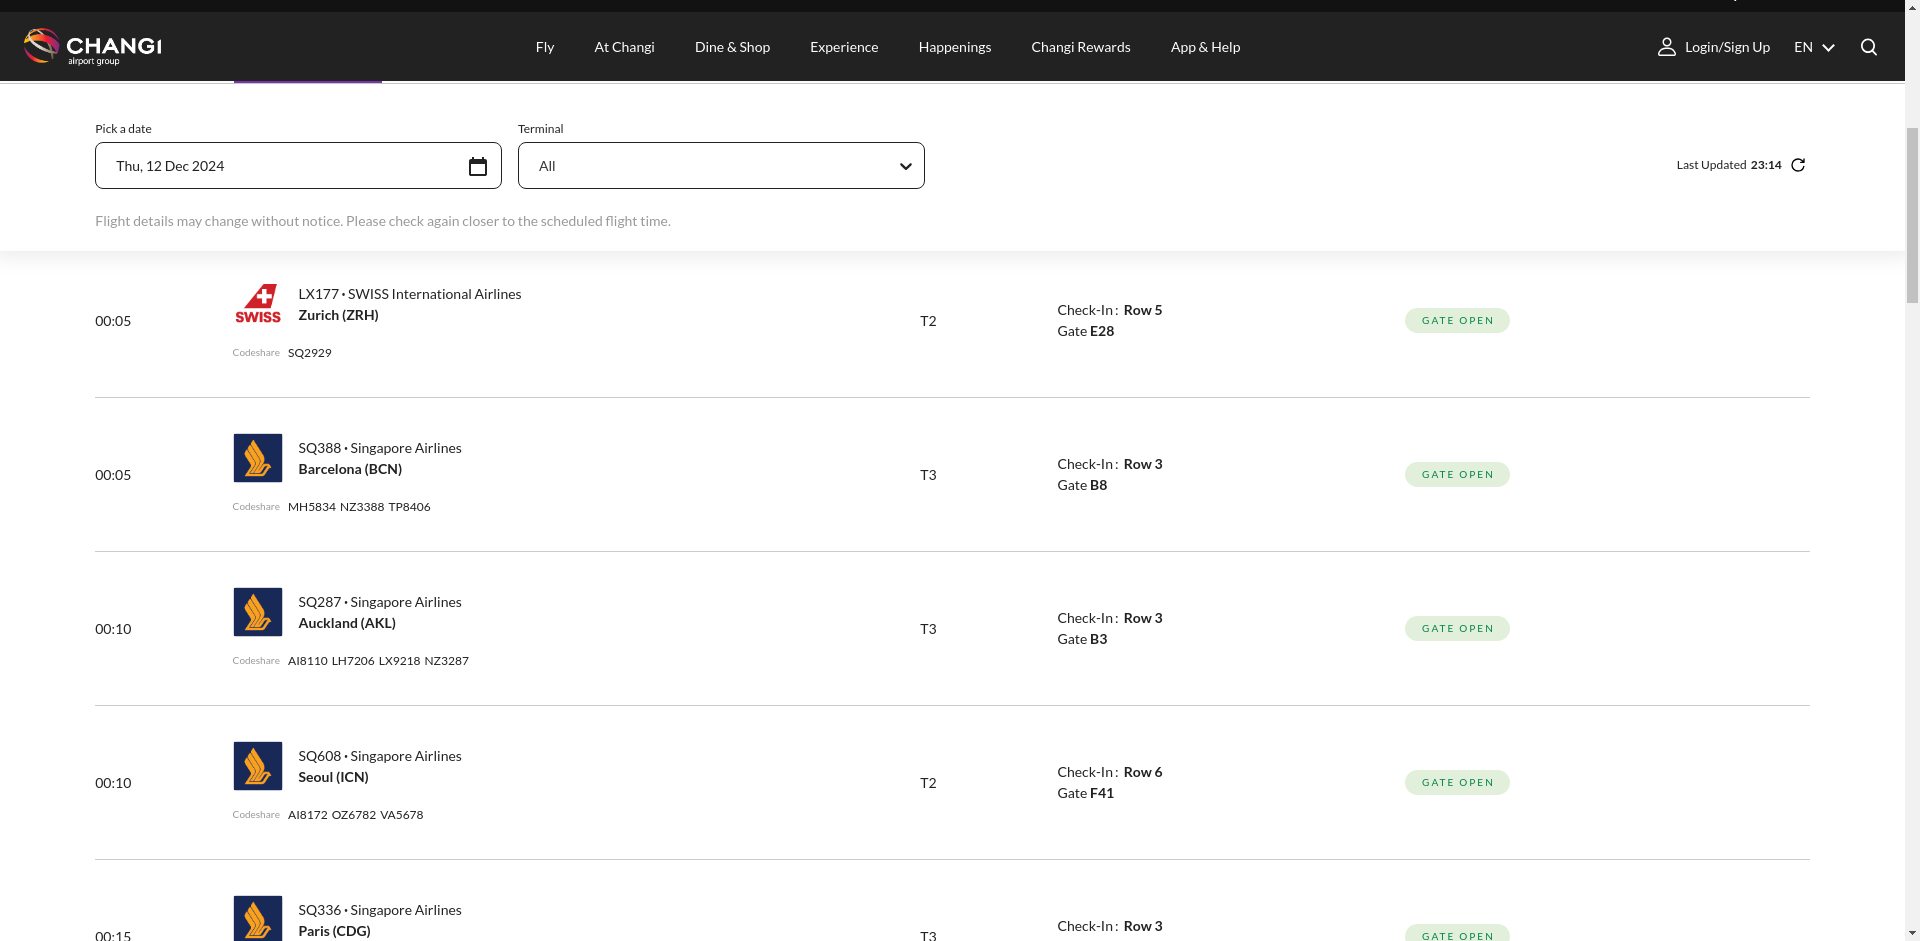 CHANGI
airport group
Fly
At Changi
Dine & Shop
Experience
Happenings
Changi Rewards
App & Help
Login/Sign Up
EN
Pick a date
Thu, 12 Dec 2024
Terminal
All
Last Updated 23:14
Flight details may change without notice. Please check again closer to the scheduled flight time.
00:05
SWISS
LX177 · SWISS International Airlines
Zurich (ZRH)
Codeshare SQ2929
T2
Check-In : Row 5
Gate E28
GATE OPEN
00:05
SQ388 · Singapore Airlines
Barcelona (BCN)
Codeshare MH5834 NZ3388 TP8406
T3
Check-In : Row 3
Gate B8
GATE OPEN
00:10
SQ287 · Singapore Airlines
Auckland (AKL)
Codeshare AI8110 LH7206 LX9218 NZ3287
T3
Check-In : Row 3
Gate B3
GATE OPEN
00:10
SQ608 · Singapore Airlines
Seoul (ICN)
Codeshare AI8172 OZ6782 VA5678
T2
Check-In : Row 6
Gate F41
GATE OPEN
00:15
SQ336 · Singapore Airlines
Paris (CDG)
T3
Check-In : Row 3
GATE OPEN